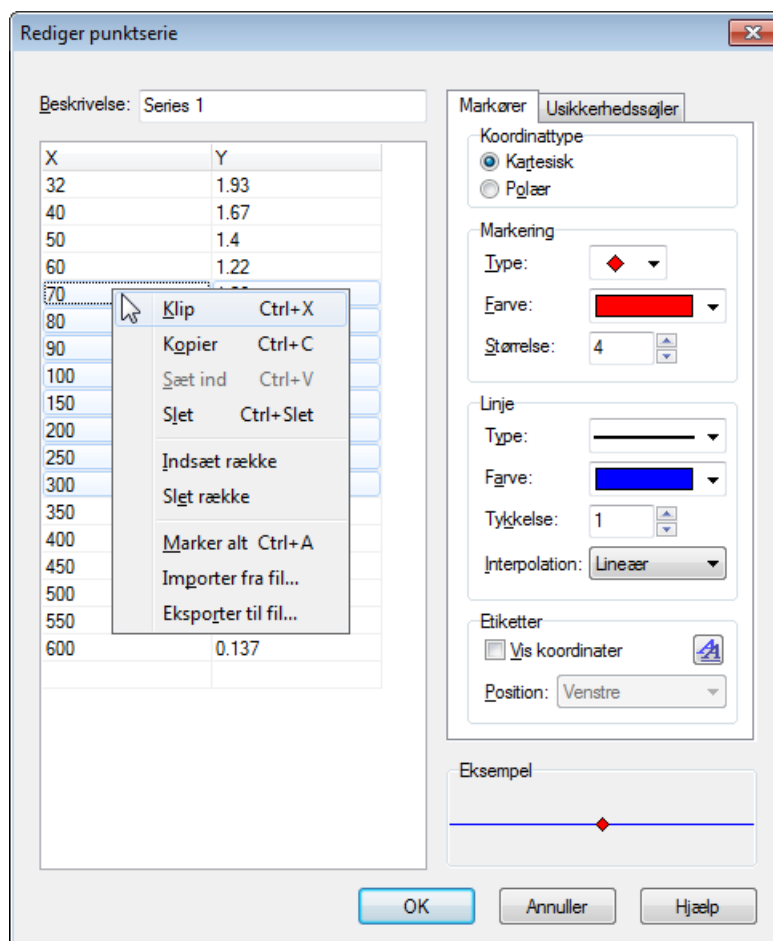 Rediger punktserie
Beskrivelse: Series 1
X Y
32 1.93
40 1.67
50 1.4
60 1.22
70
80
90
100
150
200
250
300
350
400
450
500
550
600 0.137
Klip Ctrl+X
Kopier Ctrl+C
Sæt ind Ctrl+V
Slet Ctrl+Slet
Indsæt række
Slet række
Marker alt Ctrl+A
Importer fra fil...
Eksporter til fil...
Markører Usikkerhedssøjler
Koordinattype
Kartesisk
Polær
Markering
Type:
Farve:
Størrelse: 4
Linje
Type:
Farve:
Tykkelse: 1
Interpolation: Lineær
Etiketter
Vis koordinater
Position: Venstre
Eksempel
OK Annuller Hjælp